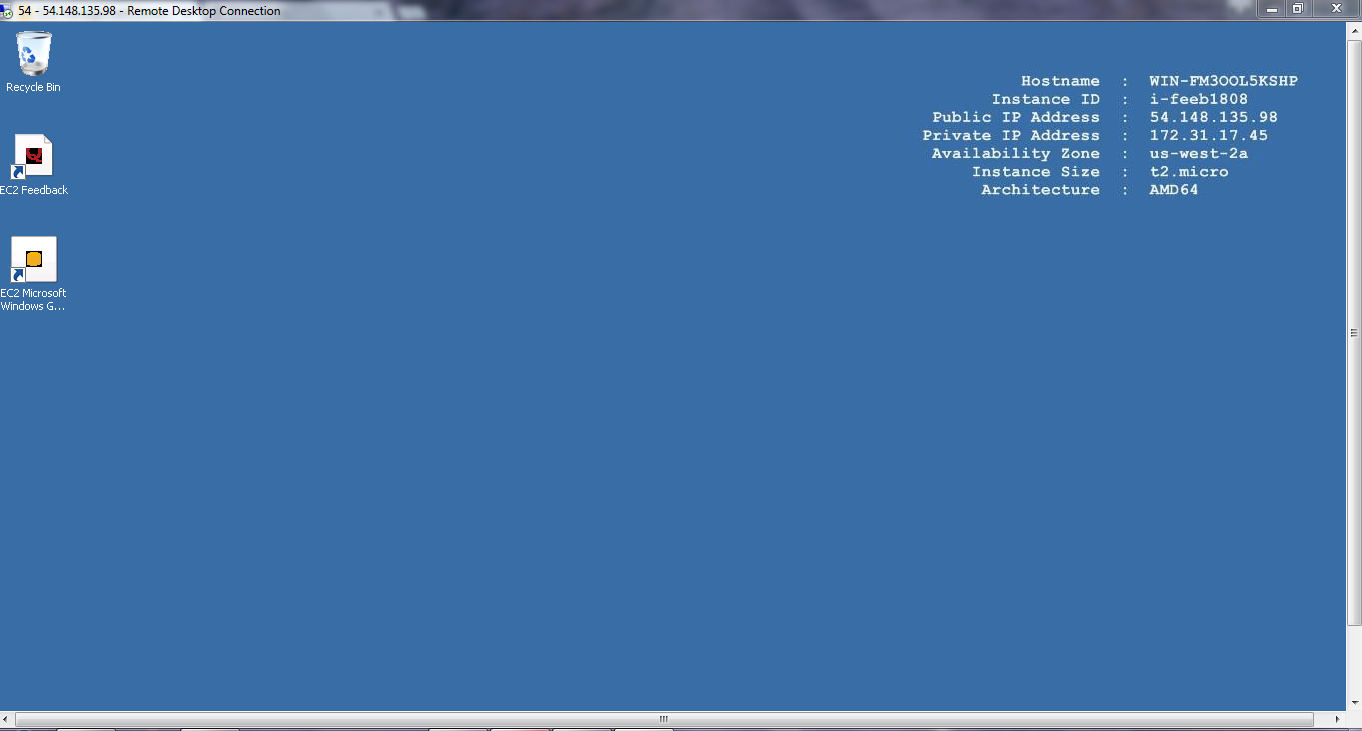 54 - 54.148.135.98 - Remote Desktop Connection
Recycle Bin
EC2 Feedback
EC2 Microsoft
Windows G...
Hostname : WIN-FM3OOL5KSHP
Instance ID : i-feeb1808
Public IP Address : 54.148.135.98
Private IP Address : 172.31.17.45
Availability Zone : us-west-2a
Instance Size : t2.micro
Architecture : AMD64